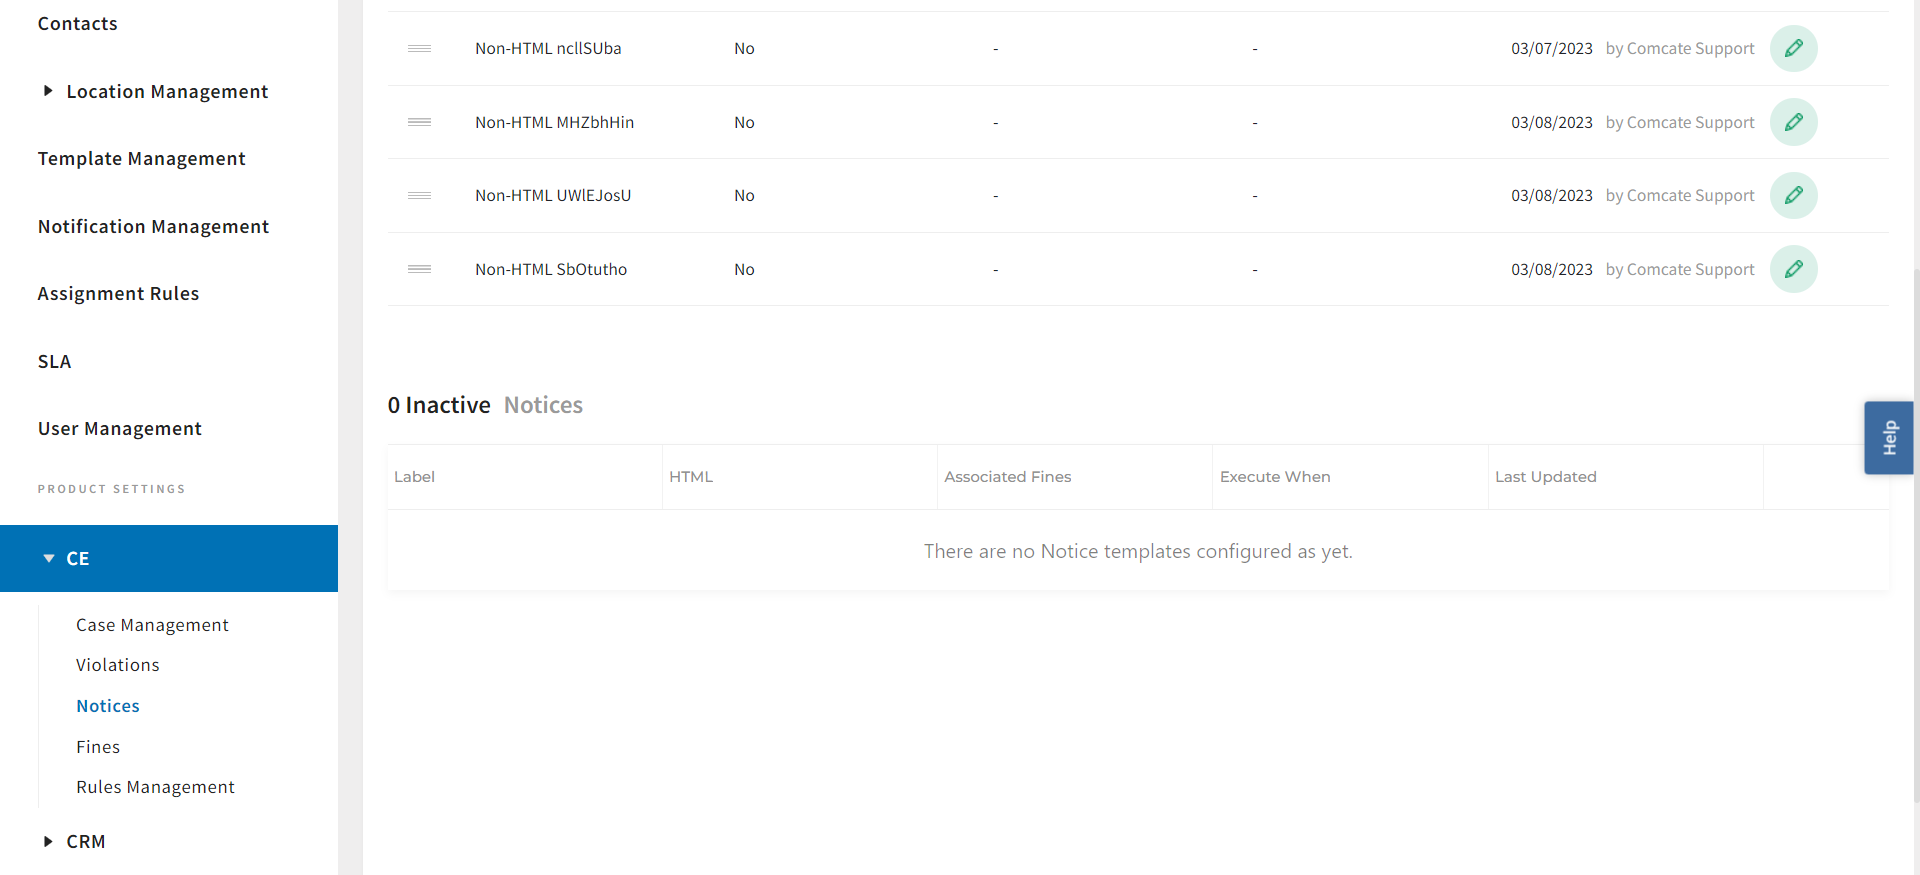 Contacts
Location Management
Template Management
Notification Management
Assignment Rules
SLA
User Management
PRODUCT SETTINGS
CE
Case Management
Violations
Notices
Fines
Rules Management
CRM
Non-HTML ncllSUba No - - 03/07/2023 by Comcate Support
Non-HTML MHZbhHin No - - 03/08/2023 by Comcate Support
Non-HTML UWlEJosU No - - 03/08/2023 by Comcate Support
Non-HTML SbOtutho No - - 03/08/2023 by Comcate Support
0 Inactive Notices
Label HTML Associated Fines Execute When Last Updated
There are no Notice templates configured as yet.
Help